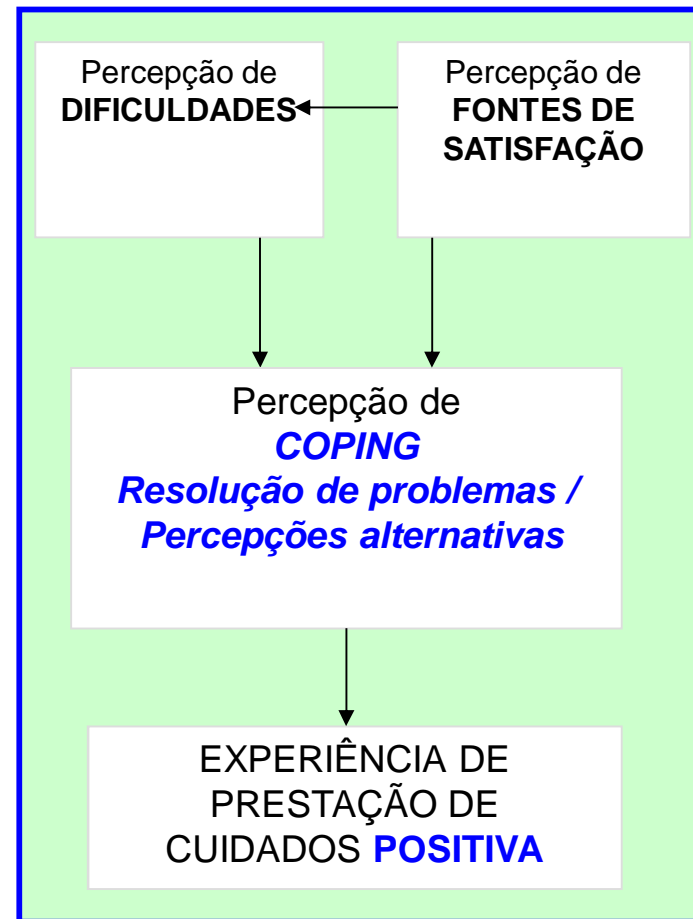 Percepção de
DIFICULDADES
Percepção de
FONTES DE
SATISFAÇÃO
Percepção de
COPING
Resolução de problemas /
Percepções alternativas
EXPERIÊNCIA DE
PRESTAÇÃO DE
CUIDADOS POSITIVA